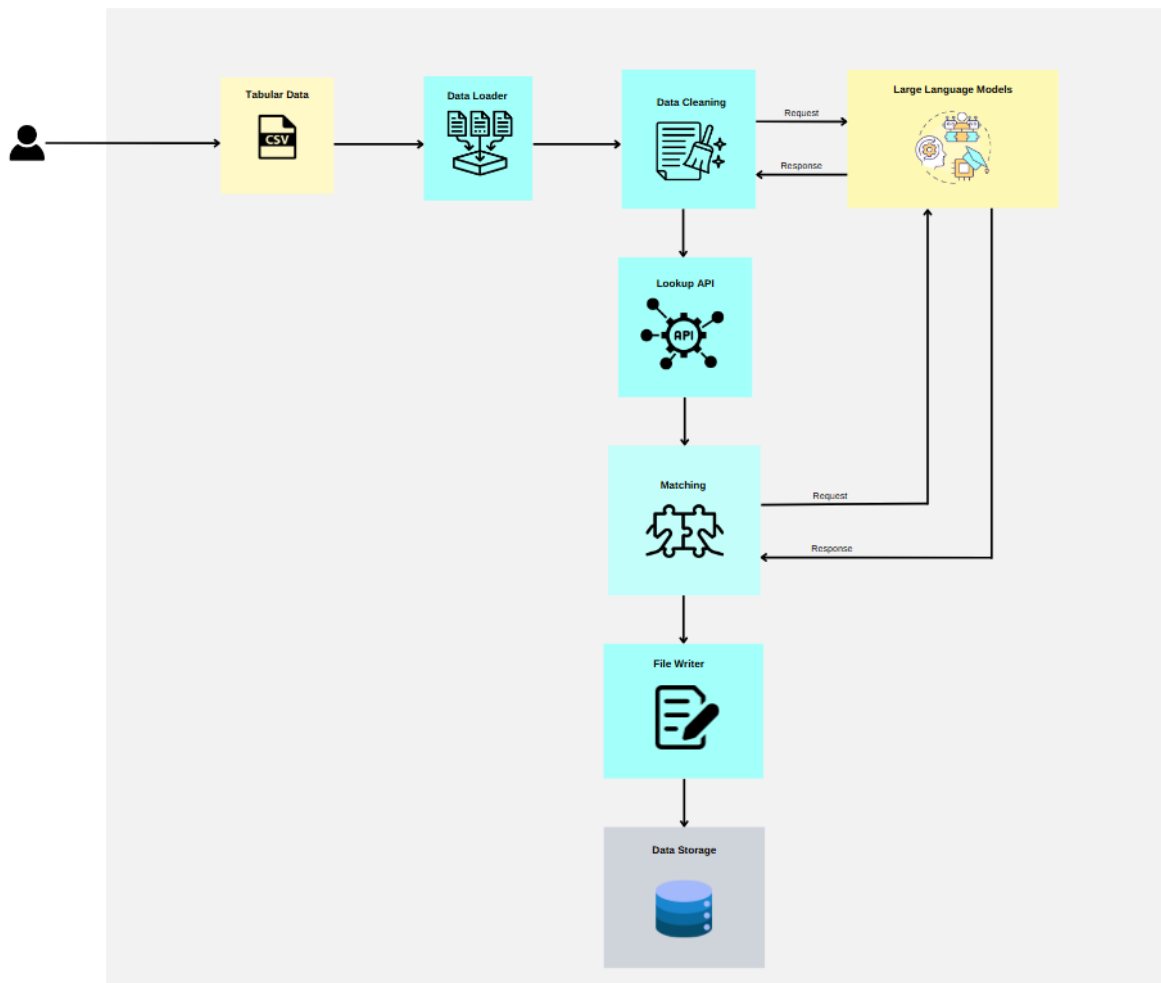 Tabular Data
CSV
Data Loader
Data Cleaning
Request
Response
Large Language Models
Lookup API
API
Matching
Request
Response
File Writer
Data Storage